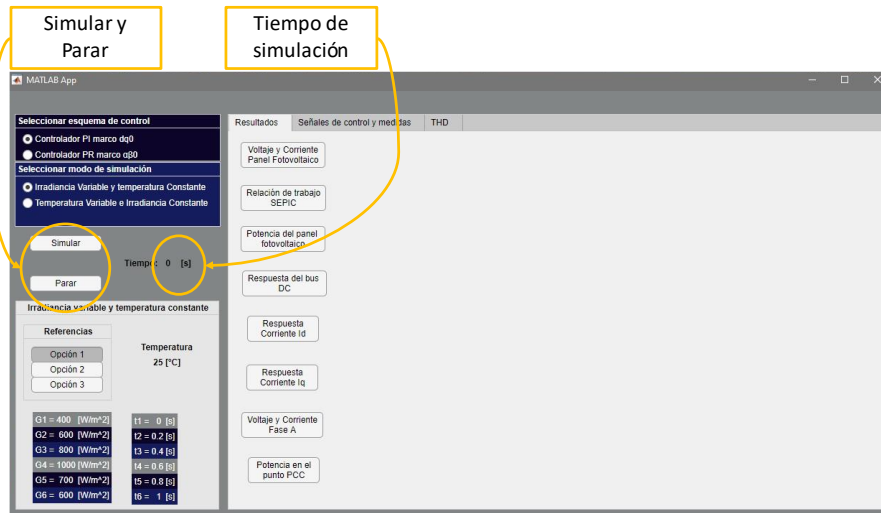 Simular y
Parar
Tiempo de
simulación
MATLAB App
Seleccionar esquema de control
Controlador PI marco dq0
Controlador PR marco αβ0
Seleccionar modo de simulación
Irradiancia Variable y temperatura Constante
Temperatura Variable e Irradiancia Constante
Simular
Parar
Tiempo: 0 [s]
Irradiancia variable y temperatura constante
Referencias
Opción 1
Opción 2
Opción 3
Temperatura
25 [°C]
G1 = 400 [W/m^2]
G2 = 600 [W/m^2]
G3 = 800 [W/m^2]
G4 = 1000 [W/m^2]
G5 = 700 [W/m^2]
G6 = 600 [W/m^2]
t1 = 0 [s]
t2 = 0.2 [s]
t3 = 0.4 [s]
t4 = 0.6 [s]
t5 = 0.8 [s]
t6 = 1 [s]
Resultados
Señales de control y medidas
THD
Voltaje y Corriente
Panel Fotovoltaico
Relación de trabajo
SEPIC
Potencia del panel
fotovoltaico
Respuesta del bus
DC
Respuesta
Corriente Id
Respuesta
Corriente Iq
Voltaje y Corriente
Fase A
Potencia en el
punto PCC